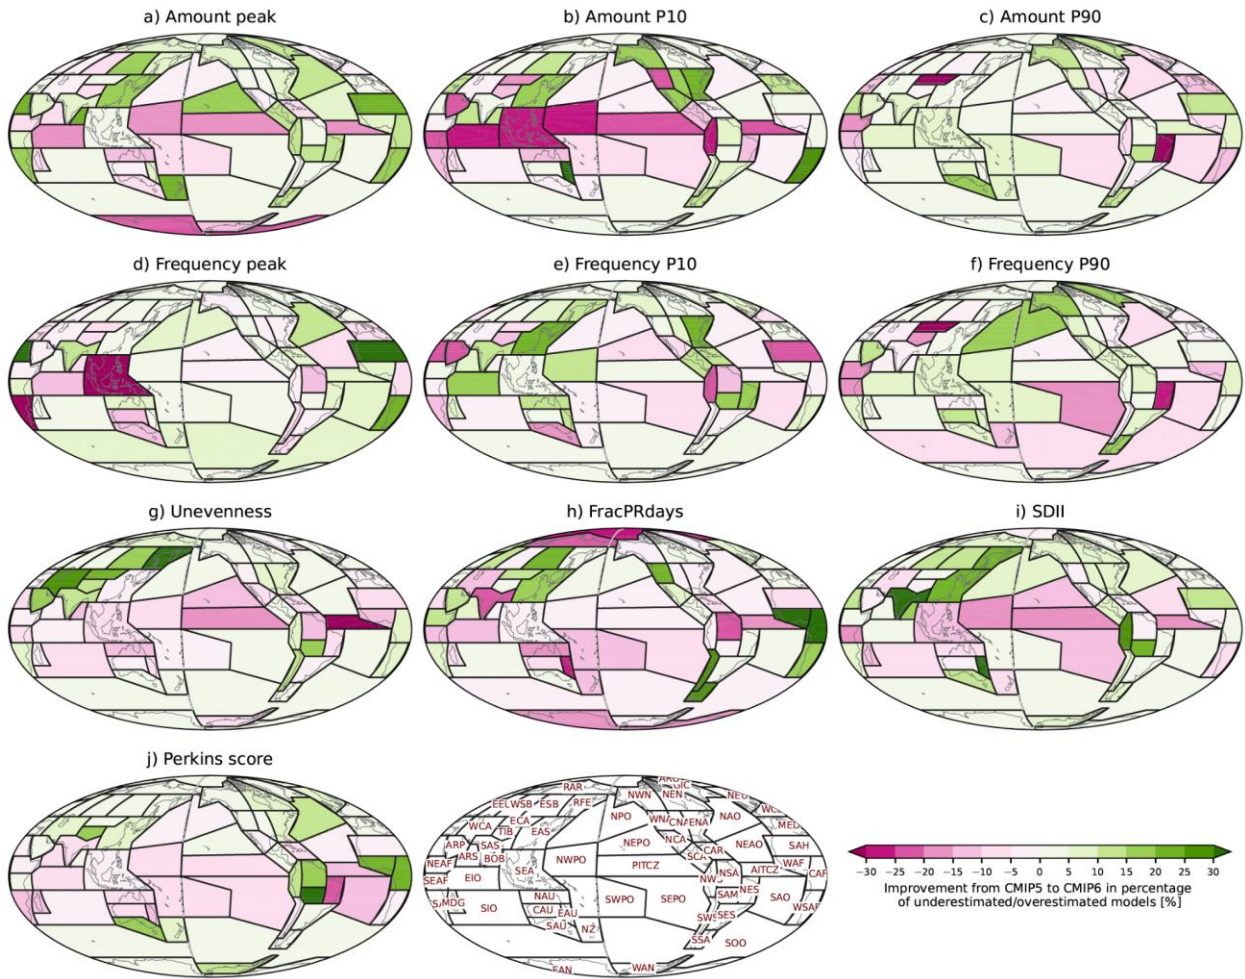 a) Amount peak
b) Amount P10
c) Amount P90
d) Frequency peak
e) Frequency P10
f) Frequency P90
g) Unevenness
h) FracPRdays
i) SDII
j) Perkins score
GIC
RAR NWN NEN
EEU WSB ESB RFE
NPO WNA CNA ENA NAO
WCA ECA MED
TIB EAS
ARP SAS NEPO NCA NEAO SAH
ARS BOB CAR
NEAF NWPO SCA WAF
SEA PITCZ
SEAF EIO NSA AITCZ CAF
NES
MDG NAU SWPO SEPO SAM SAO WSAF
SIO CAU
EAU SES
SAU NZ
SSA SOO
EAN WAN
−30 −25 −20 −15 −10 −5 0 5 10 15 20 25 30
Improvement from CMIP5 to CMIP6 in percentage
of underestimated/overestimated models [%]